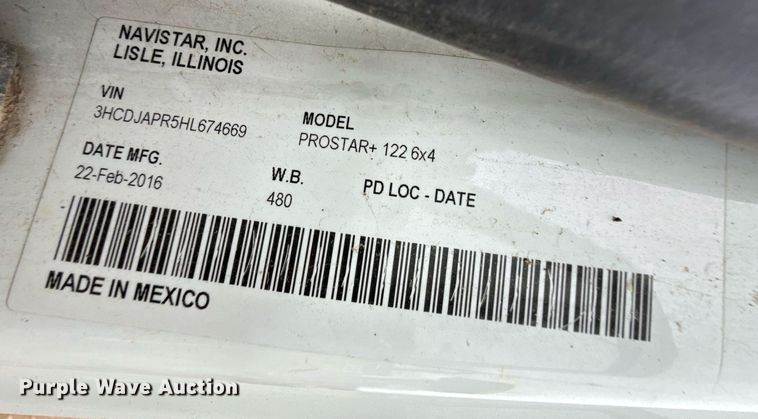 NAVISTAR, INC.
LISLE, ILLINOIS
VIN
3HCDJAPR5HL674669
MODEL
PROSTAR+ 122 6x4
DATE MFG.
22-Feb-2016
W.B.
480
PD LOC - DATE
MADE IN MEXICO
Purple Wave Auction